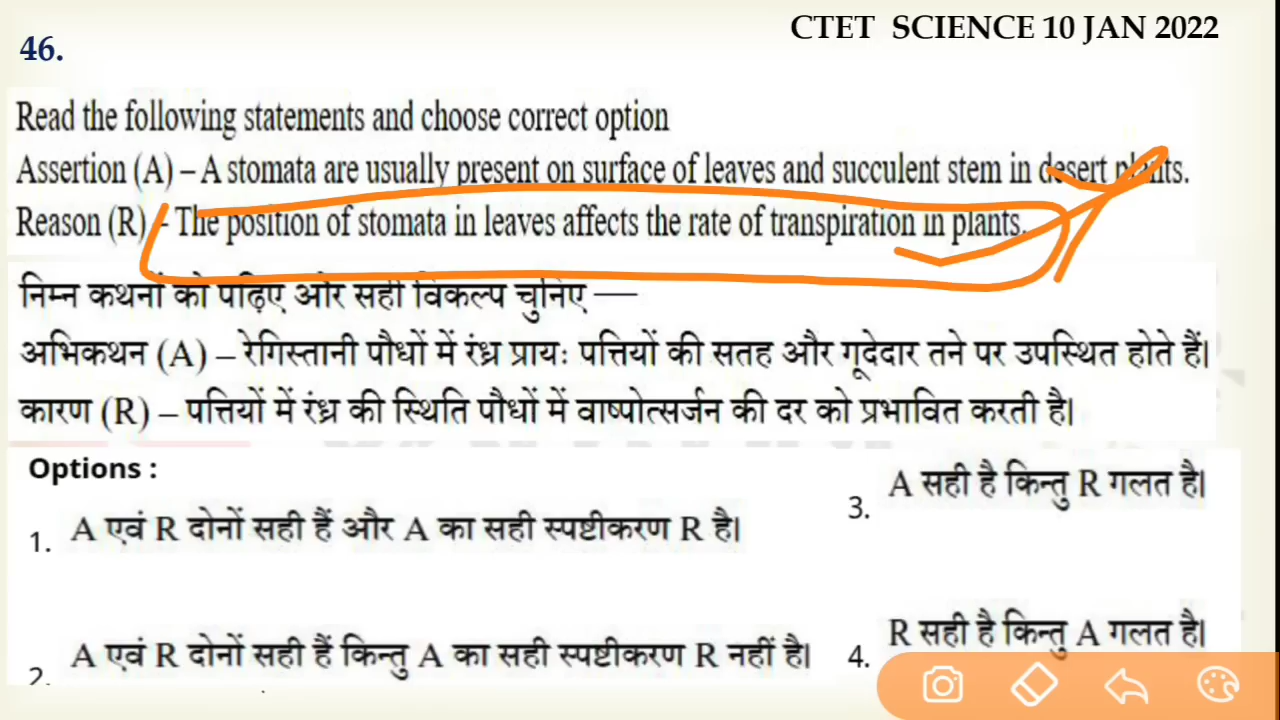 CTET SCIENCE 10 JAN 2022
46.
Read the following statements and choose correct option
Assertion (A) – A stomata are usually present on surface of leaves and succulent stem in desert plants.
Reason (R) – The position of stomata in leaves affects the rate of transpiration in plants.
निम्न कथनों को पढ़िए और सही विकल्प चुनिए —
अभिकथन (A) – रेगिस्तानी पौधों में रंध्र प्रायः पत्तियों की सतह और गूदेदार तने पर उपस्थित होते हैं।
कारण (R) – पत्तियों में रंध्र की स्थिति पौधों में वाष्पोत्सर्जन की दर को प्रभावित करती है।
Options :
1. A एवं R दोनों सही हैं और A का सही स्पष्टीकरण R है।
2. A एवं R दोनों सही हैं किन्तु A का सही स्पष्टीकरण R नहीं है।
3. A सही है किन्तु R गलत है।
4. R सही है किन्तु A गलत है।